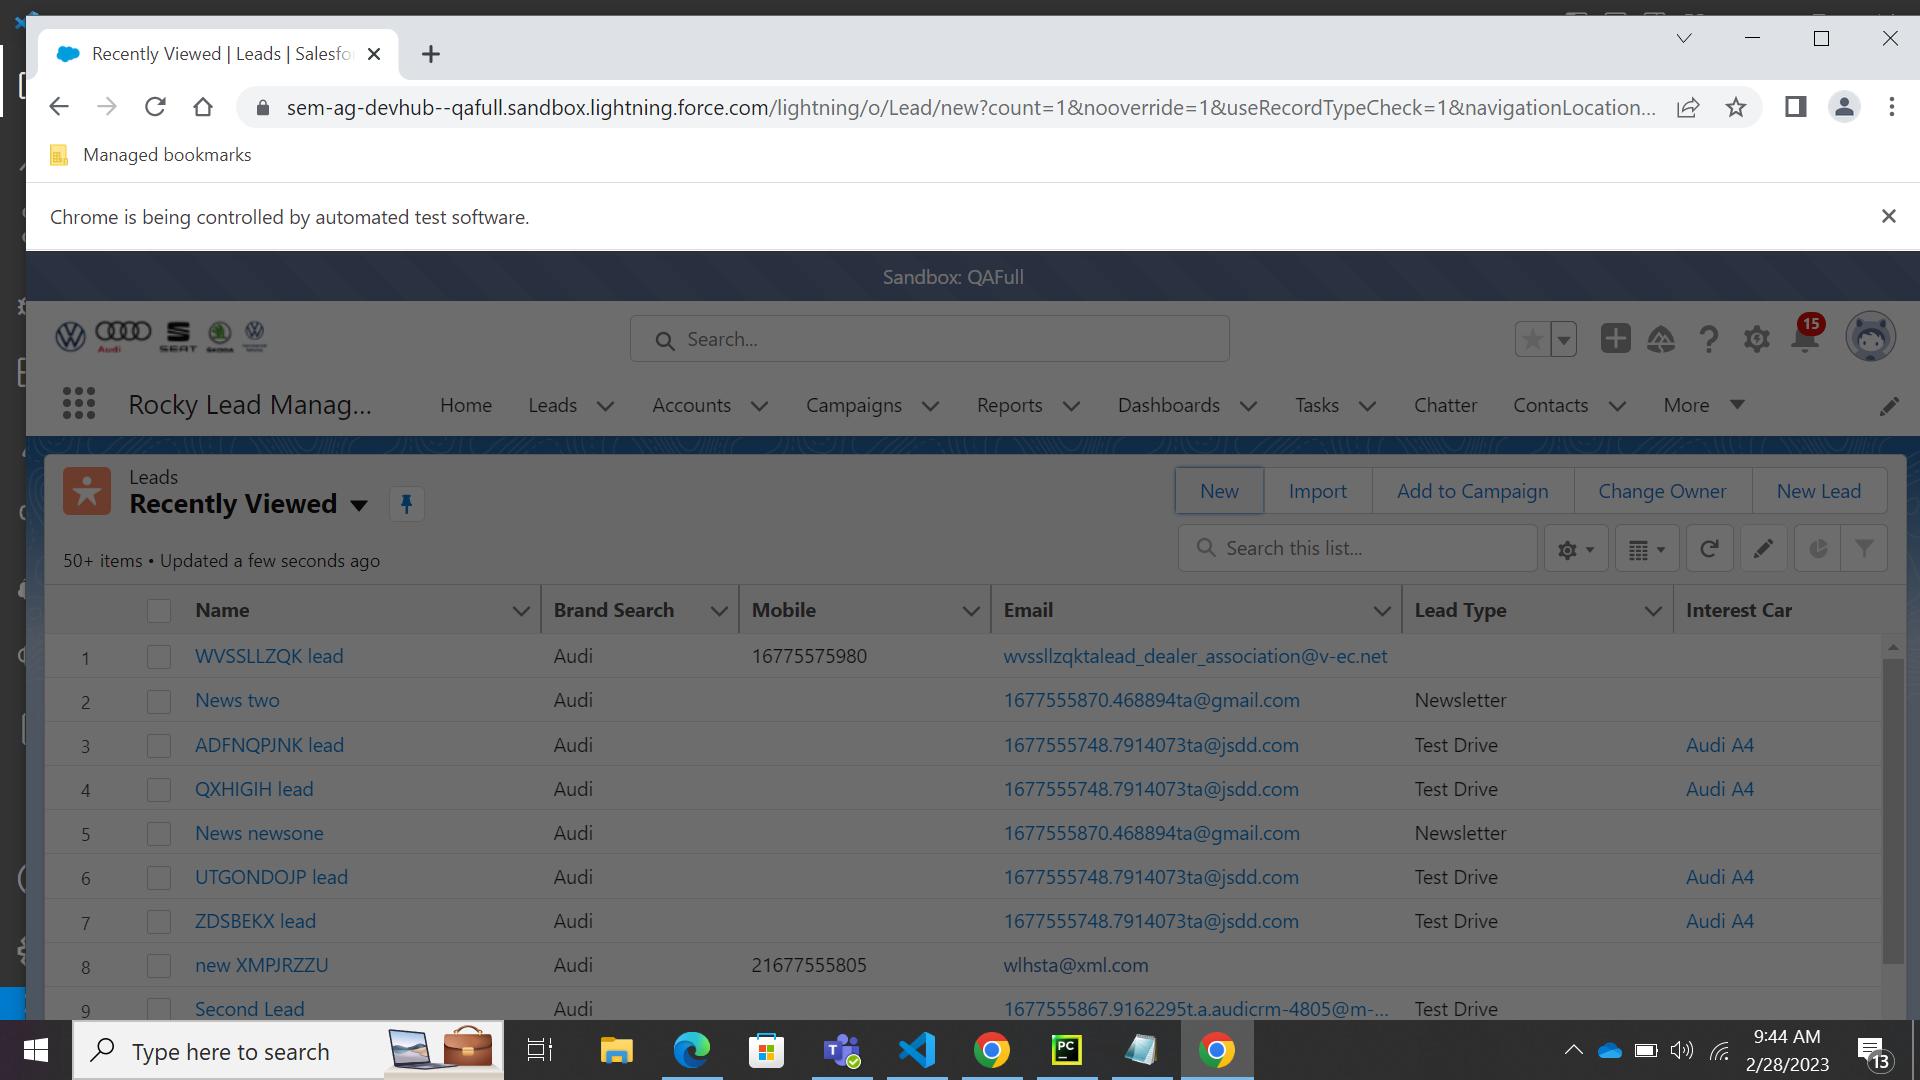 Recently Viewed | Leads | Salesfo
sem-ag-devhub--qafull.sandbox.lightning.force.com/lightning/o/Lead/new?count=1&nooverride=1&useRecordTypeCheck=1&navigationLocation...
Managed bookmarks
Chrome is being controlled by automated test software.
Sandbox: QAFull
Audi SEAT ŠKODA
Search...
15
Rocky Lead Manag...
Home Leads Accounts Campaigns Reports Dashboards Tasks Chatter Contacts More
Leads
Recently Viewed
New Import Add to Campaign Change Owner New Lead
50+ items • Updated a few seconds ago
Search this list...
Name Brand Search Mobile Email Lead Type Interest Car
1 WVSSLLZQK lead Audi 16775575980 wvssllzqktalead_dealer_association@v-ec.net
2 News two Audi 1677555870.468894ta@gmail.com Newsletter
3 ADFNQPJNK lead Audi 1677555748.7914073ta@jsdd.com Test Drive Audi A4
4 QXHIGIH lead Audi 1677555748.7914073ta@jsdd.com Test Drive Audi A4
5 News newsone Audi 1677555870.468894ta@gmail.com Newsletter
6 UTGONDOJP lead Audi 1677555748.7914073ta@jsdd.com Test Drive Audi A4
7 ZDSBEKX lead Audi 1677555748.7914073ta@jsdd.com Test Drive Audi A4
8 new XMPJRZZU Audi 21677555805 wlhsta@xml.com
9 Second Lead Audi 1677555867.9162295t.a.audicrm-4805@m-... Test Drive
Type here to search
PC
9:44 AM
2/28/2023
13